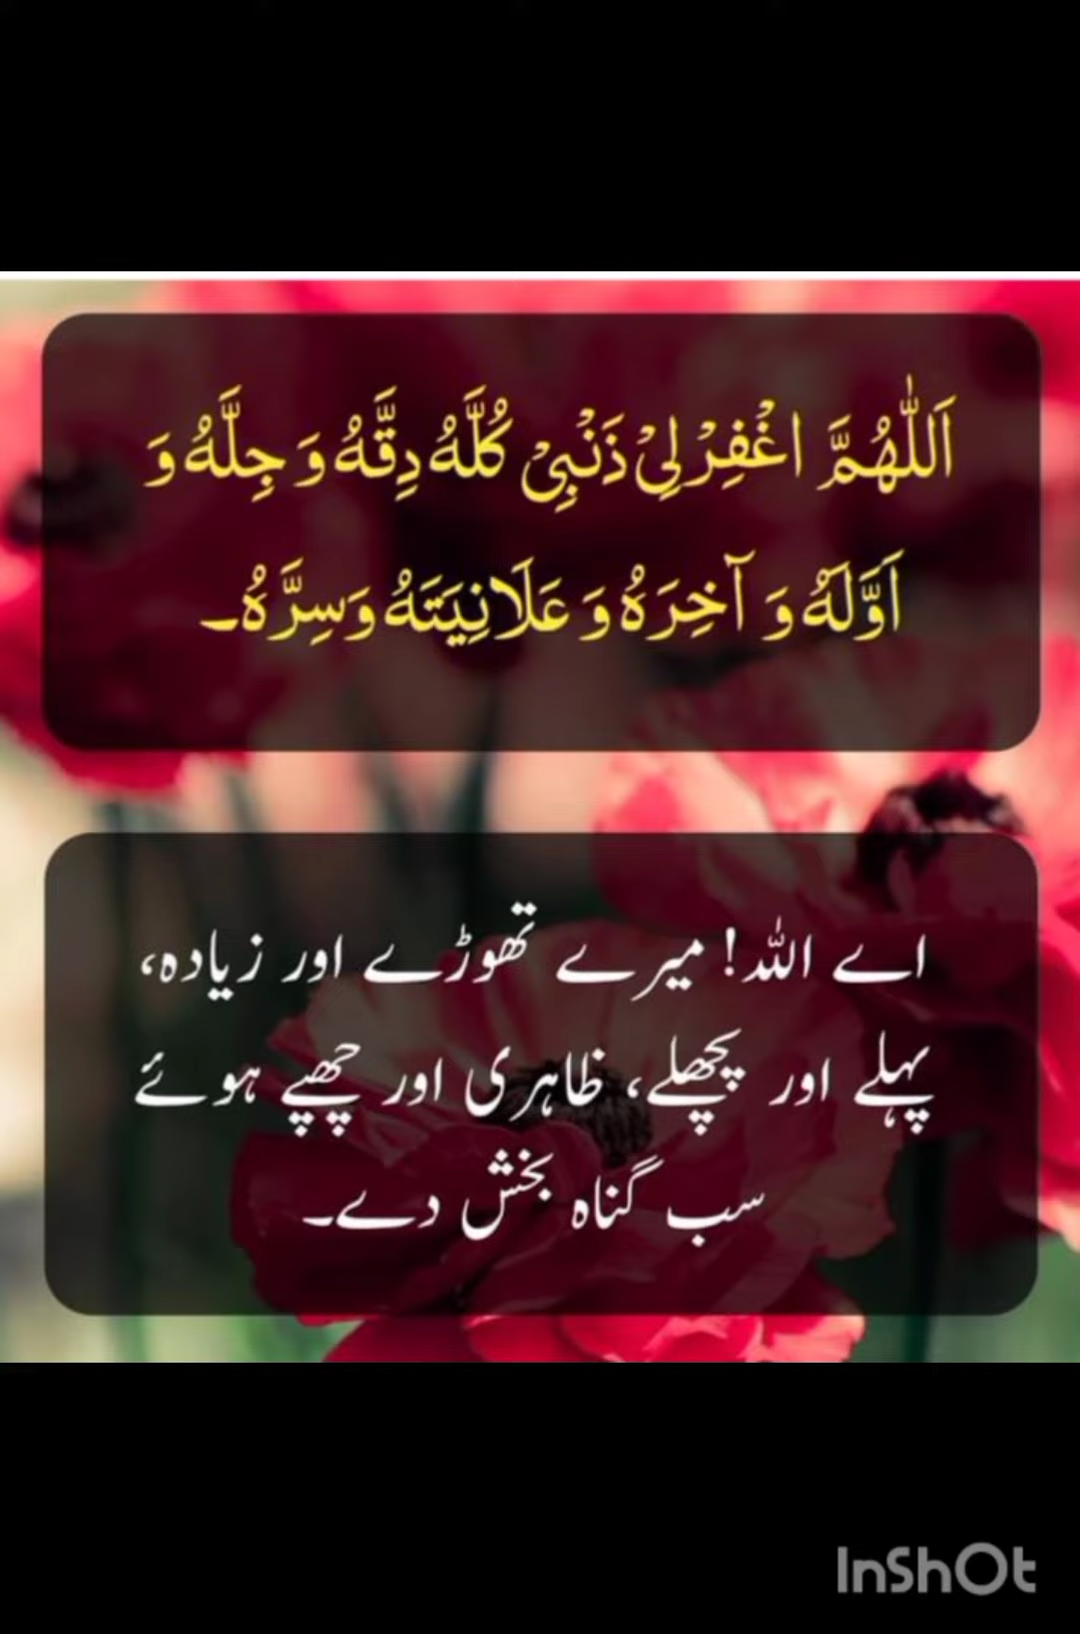 اَللّٰهُمَّ اغْفِرْ لِیْ ذَنْۢبِیْ كُلَّهُ دِقَّهُ وَ جِلَّهُ وَ
اَوَّلَهُ وَ آخِرَهُ وَ عَلَانِيَتَهُ وَسِرَّهُ۔
اے اللہ! میرے تھوڑے اور زیادہ،
پہلے اور پچھلے، ظاہری اور چھپے ہوئے
سب گناہ بخش دے۔
InShOt